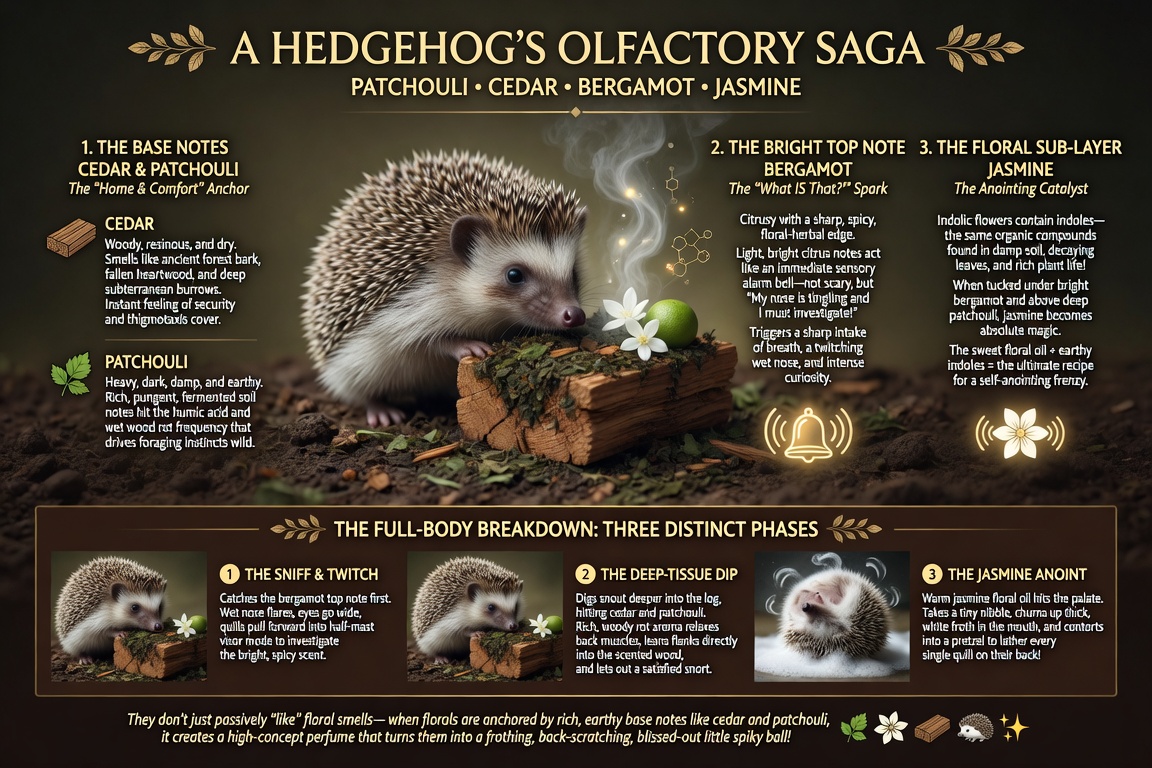 A HEDGEHOG'S OLFACTORY SAGA
PATCHOULI • CEDAR • BERGAMOT • JASMINE
1. THE BASE NOTES
CEDAR & PATCHOULI
The "Home & Comfort" Anchor
CEDAR
Woody, resinous, and dry.
Smells like ancient forest bark,
fallen heartwood, and deep
subterranean burrows.
Instant feeling of security
and thigmotaxis cover.
PATCHOULI
Heavy, dark, damp, and earthy.
Rich, pungent, fermented soil
notes hit the humic acid and
wet wood rot frequency that
drives foraging instincts wild.
2. THE BRIGHT TOP NOTE
BERGAMOT
The "What IS That?'" Spark
Citrusy with a sharp, spicy,
floral-herbal edge.
Light, bright citrus notes act
like an immediate sensory
alarm bell—not scary, but
"My nose is tingling and
I must investigate!"
Triggers a sharp intake
of breath, a twitching
wet nose, and intense
curiosity.
3. THE FLORAL SUB-LAYER
JASMINE
The Anointing Catalyst
Indolic flowers contain indoles—
the same organic compounds
found in damp soil, decaying
leaves, and rich plant life!
When tucked under bright
bergamot and above deep
patchouli, jasmine becomes
absolute magic.
The sweet floral oil + earthy
indoles = the ultimate recipe
for a self-anointing frenzy.
THE FULL-BODY BREAKDOWN: THREE DISTINCT PHASES
1 THE SNIFF & TWITCH
Catches the bergamot top note first.
Wet nose flares, eyes go wide,
quills pull forward into half-mast
visor mode to investigate
the bright, spicy scent.
2 THE DEEP-TISSUE DIP
Digs snout deeper into the log,
hitting cedar and patchouli.
Rich, woody rot aroma relaxes
back muscles, leans flanks directly
into the scented wood,
and lets out a satisfied snort.
3 THE JASMINE ANOINT
Warm jasmine floral oil hits the palate.
Takes a tiny nibble, churns up thick,
white froth in the mouth, and contorts
into a pretzel to lather every
single quill on their back!
They don't just passively "like" floral smells— when florals are anchored by rich, earthy base notes like cedar and patchouli,
it creates a high-concept perfume that turns them into a frothing, back-scratching, blissed-out little spiky ball!